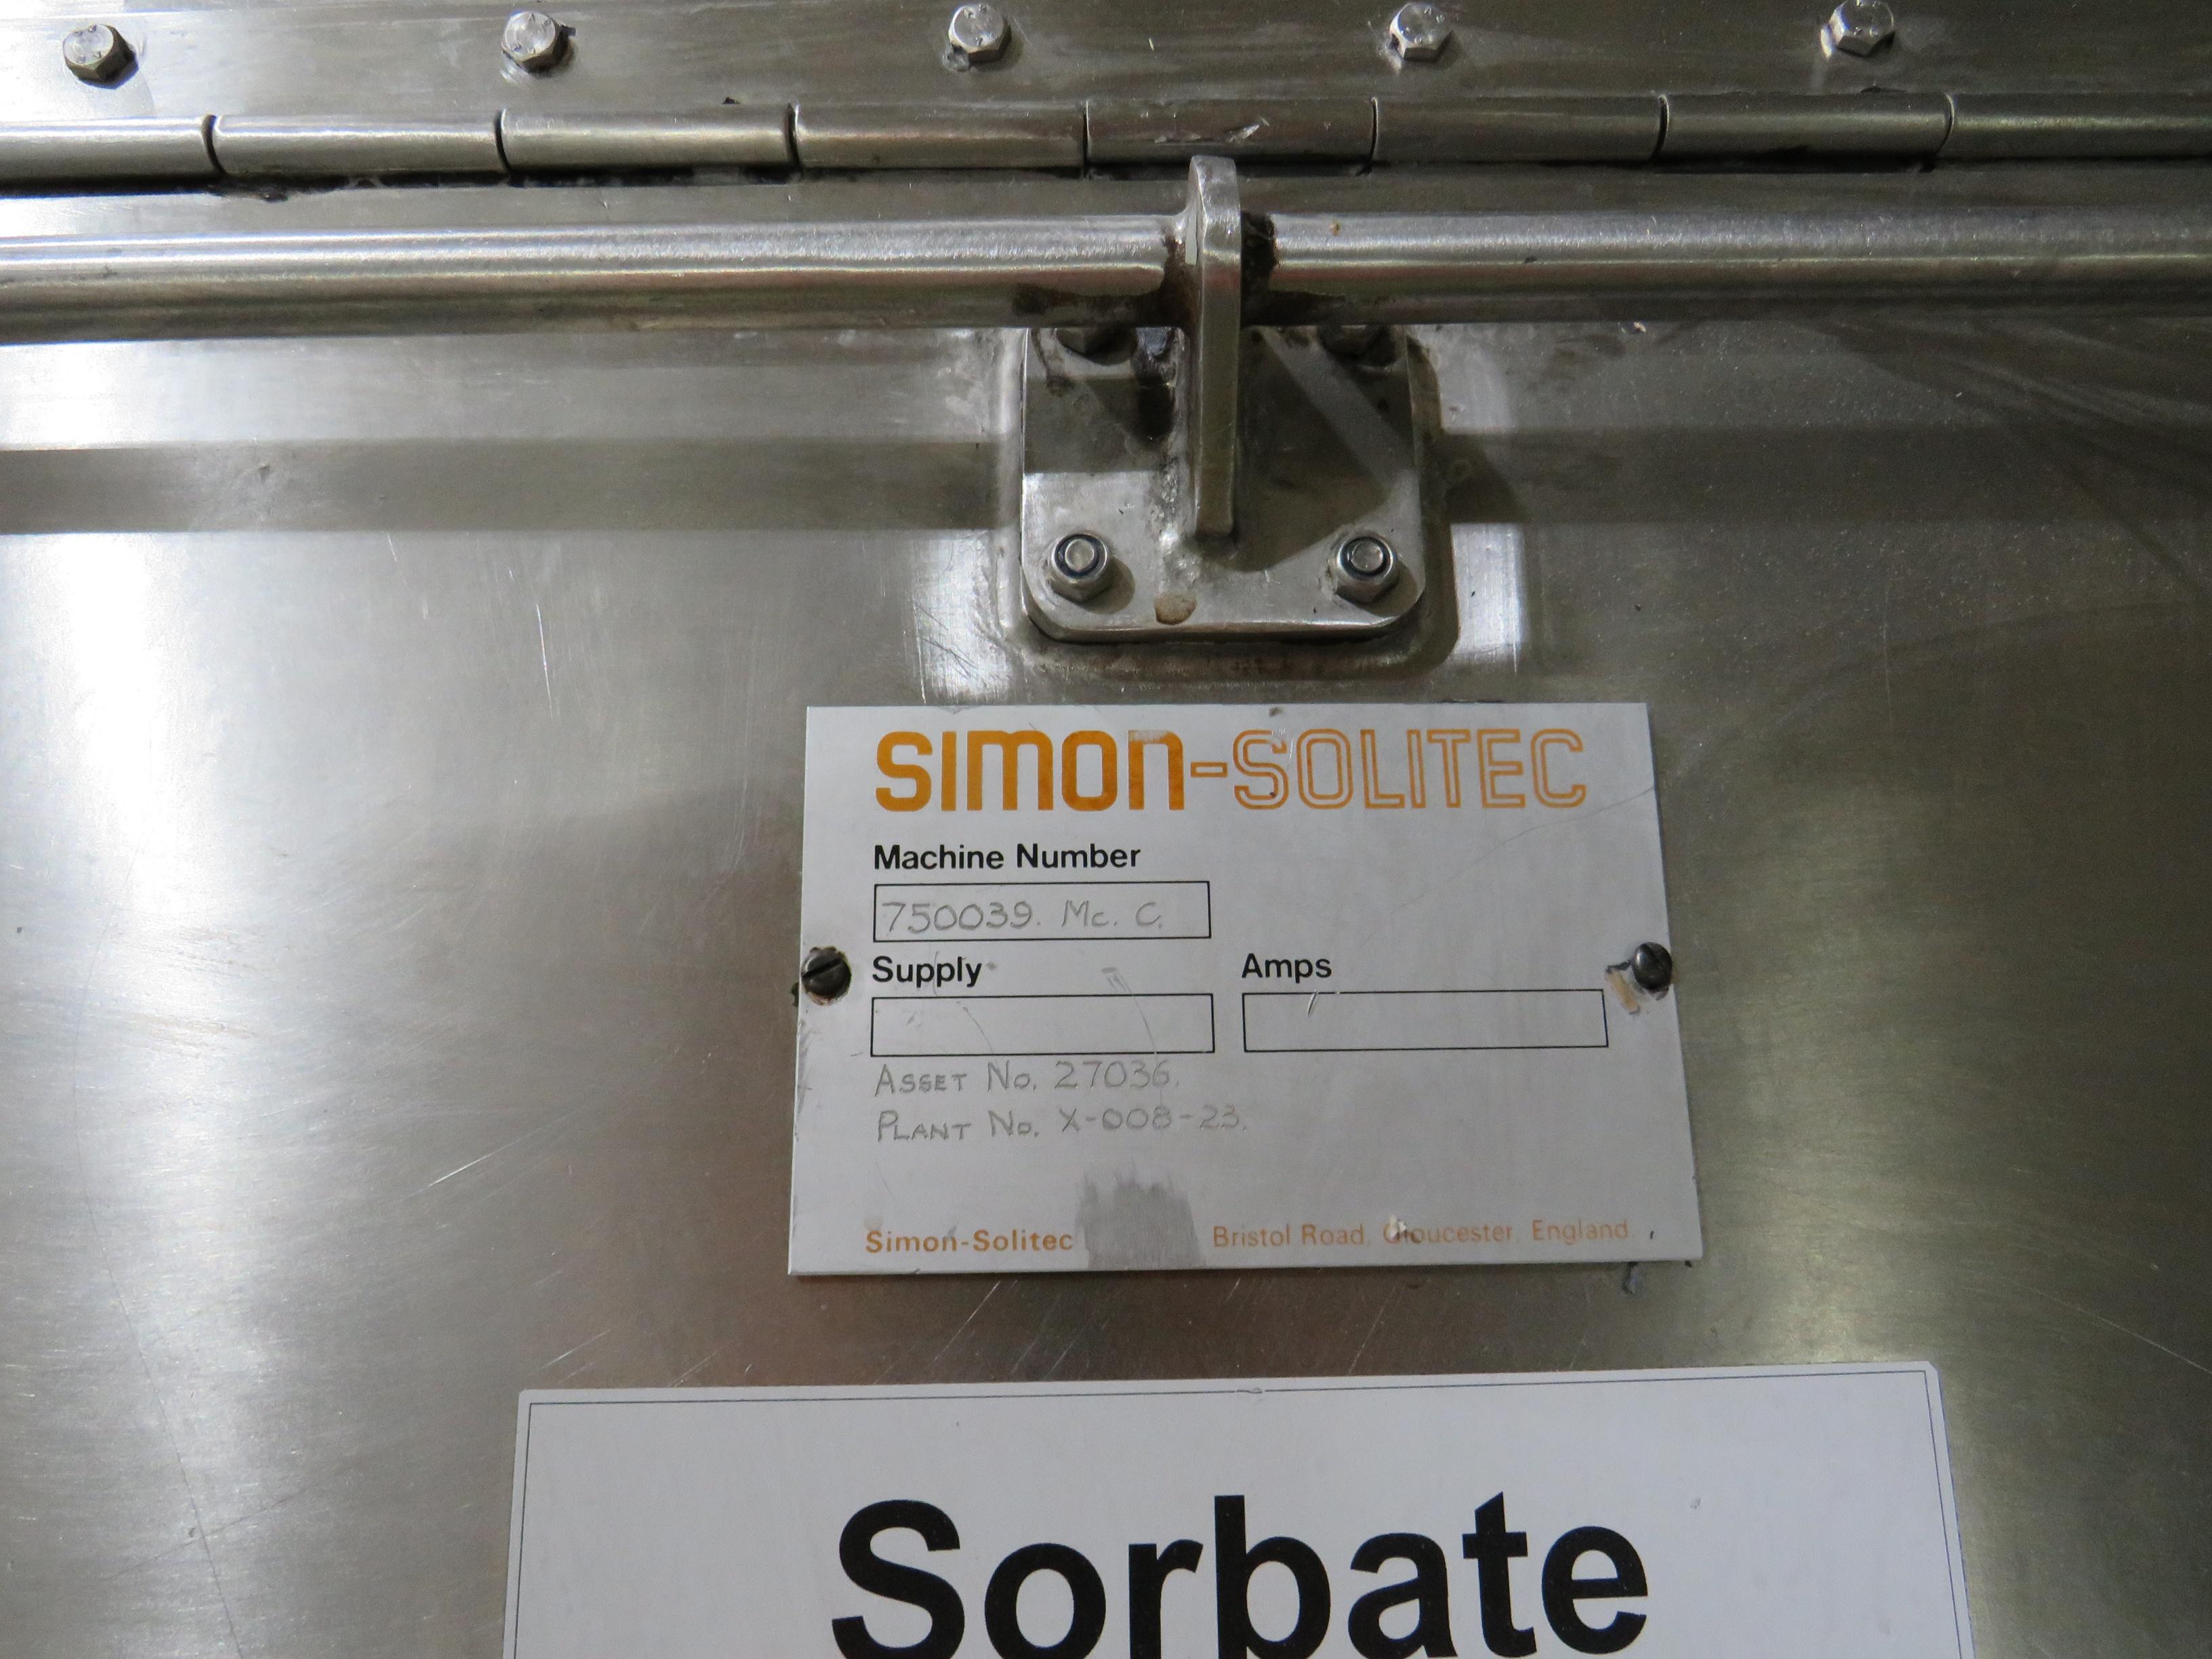 SIMON-SOLITEC
Machine Number
750039. Mc. C.
Supply Amps
ASSET No. 27036.
PLANT No. X-008-23.
Simon-Solitec Bristol Road, Gloucester, England
Sorbate